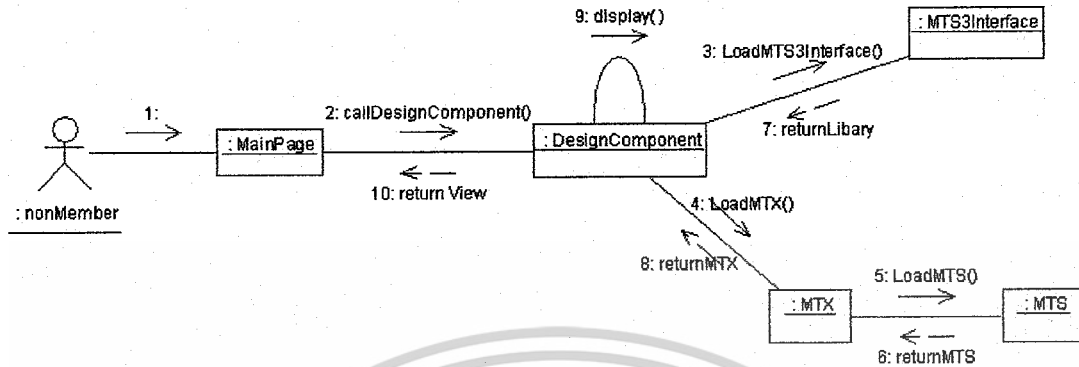 9: display()
: MTS3Interface
3: LoadMTS3Interface()
1:
2: callDesignComponent()
: MainPage
: DesignComponent
7: returnLibary
10: return View
: nonMember
4: LoadMTX()
8: returnMTX
5: LoadMTS()
: MTX
: MTS
6: returnMTS